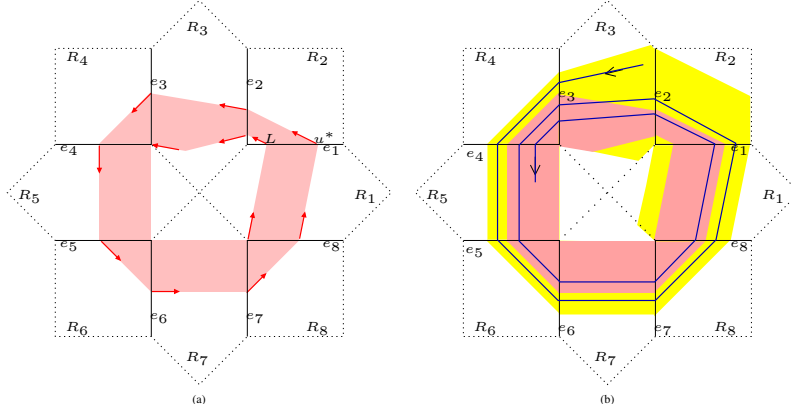 R₃ R₃
R₄ R₂ R₄ R₂
e₃ e₂ e₃ e₂
L u* e₁ e₁
e₄ e₄
R₅ R₁ R₅ R₁
e₅ e₈ e₅ e₈
e₆ e₇ e₆ e₇
R₆ R₈ R₆ R₈
R₇ R₇
(a) (b)